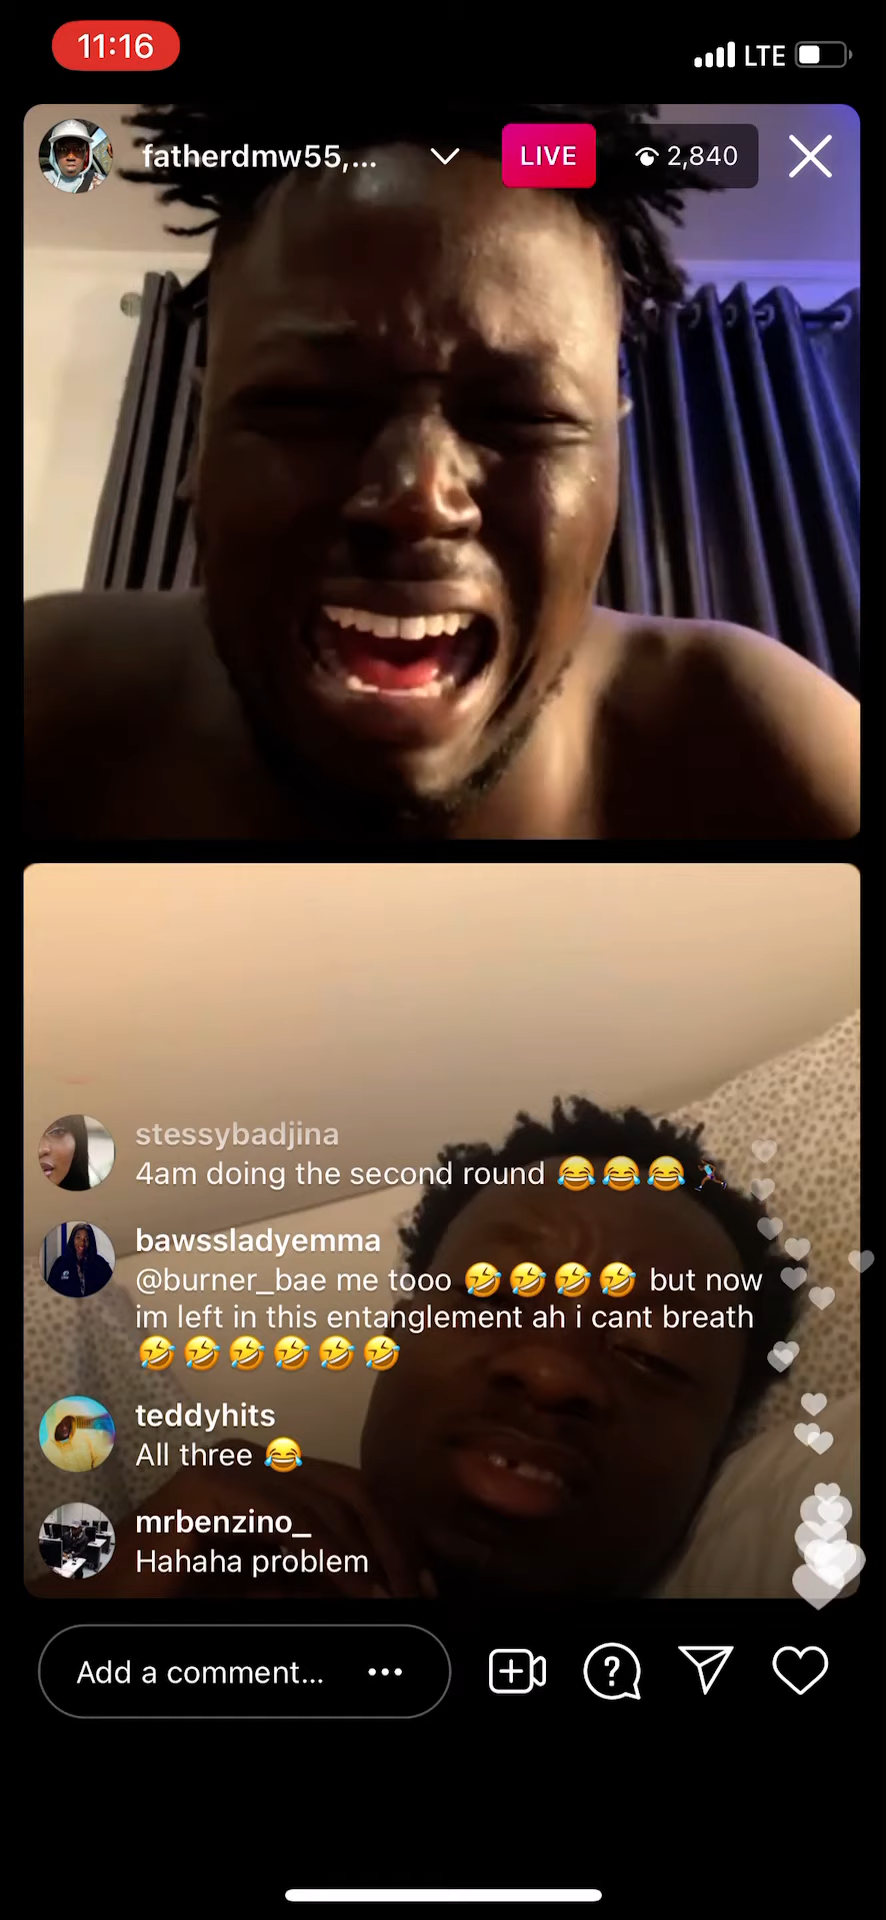 11:16
LTE
fatherdmw55,...
LIVE
2,840
stessybadjina
4am doing the second round 😂😂😂🏃🏿‍♀️
bawssladyemma
@burner_bae me tooo 🤣🤣🤣🤣 but now
im left in this entanglement ah i cant breath
🤣🤣🤣🤣🤣🤣
teddyhits
All three 😂
mrbenzino_
Hahaha problem
Add a comment...